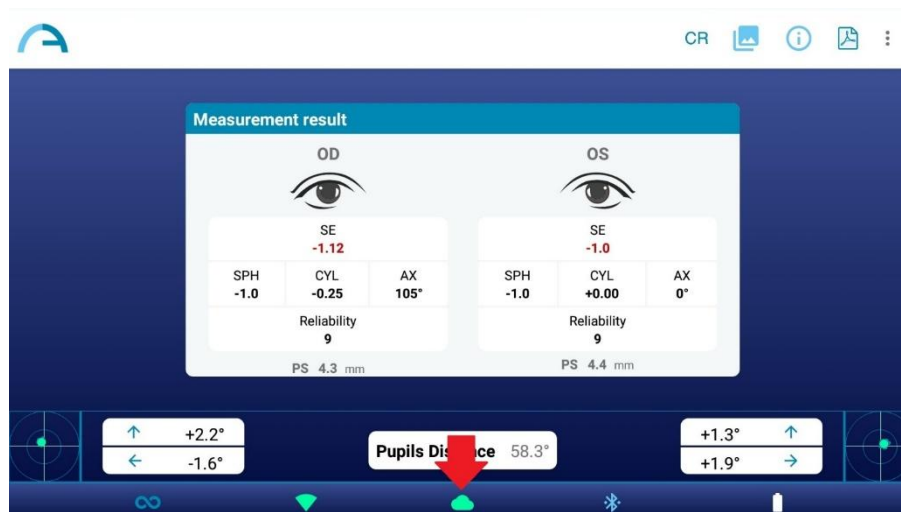 CR
Measurement result
OD
OS
SE
-1.12
SE
-1.0
SPH
-1.0
CYL
-0.25
AX
105°
SPH
-1.0
CYL
+0.00
AX
0°
Reliability
9
Reliability
9
PS 4.3 mm
PS 4.4 mm
+2.2°
-1.6°
Pupils Di nce 58.3°
+1.3°
+1.9°